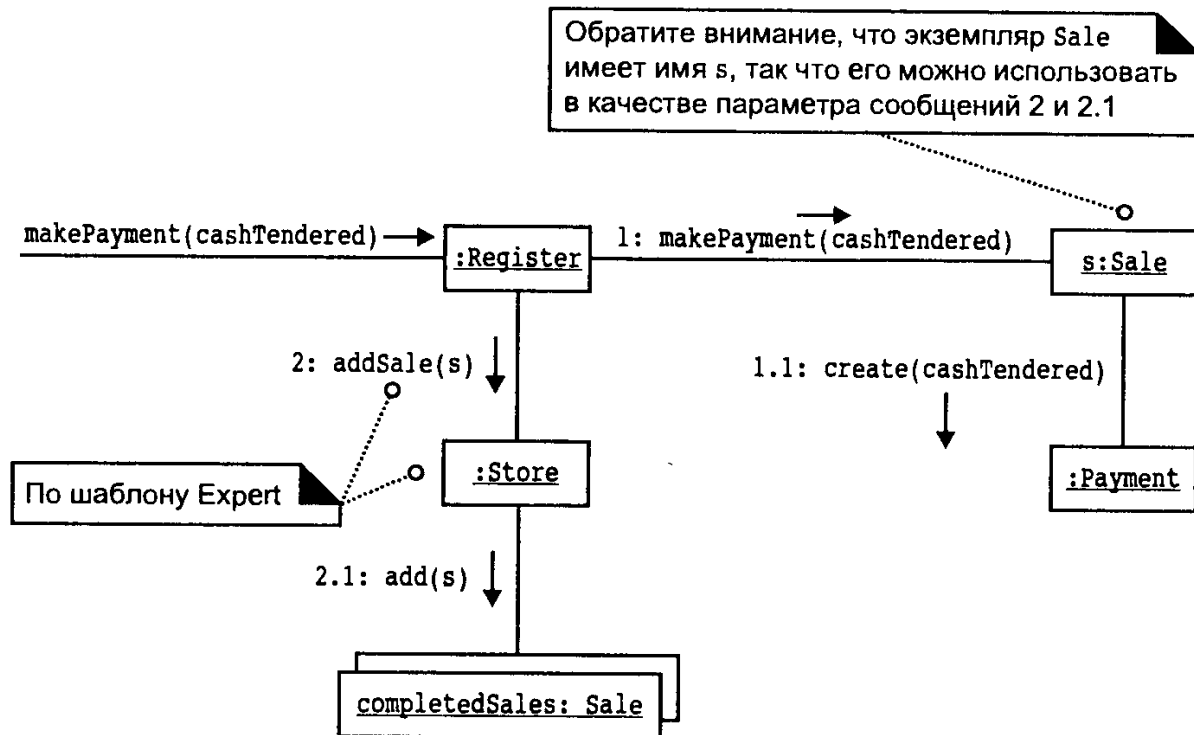 Обратите внимание, что экземпляр Sale
имеет имя s, так что его можно использовать
в качестве параметра сообщений 2 и 2.1
makePayment(cashTendered)
:Register
1: makePayment(cashTendered)
s:Sale
2: addSale(s)
1.1: create(cashTendered)
По шаблону Expert
:Store
:Payment
2.1: add(s)
completedSales: Sale